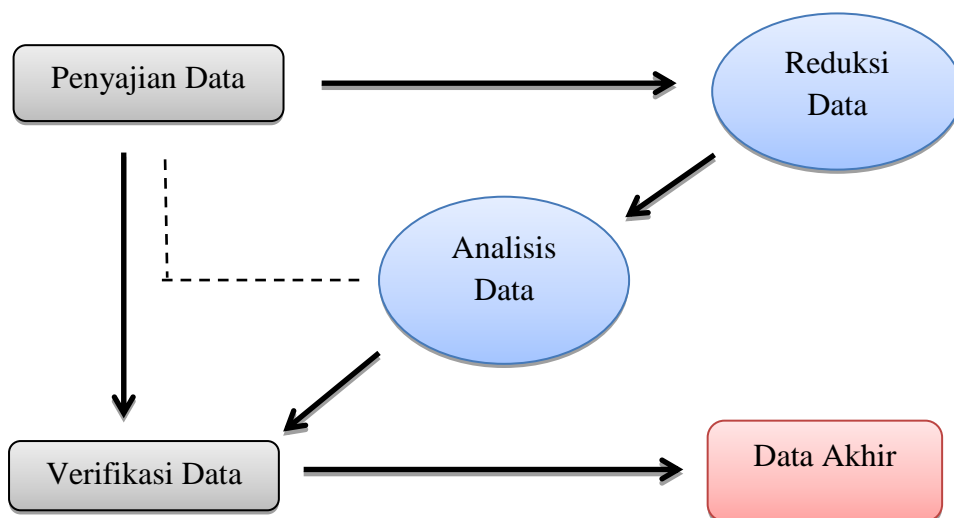 Penyajian Data
Reduksi
Data
Analisis
Data
Verifikasi Data
Data Akhir